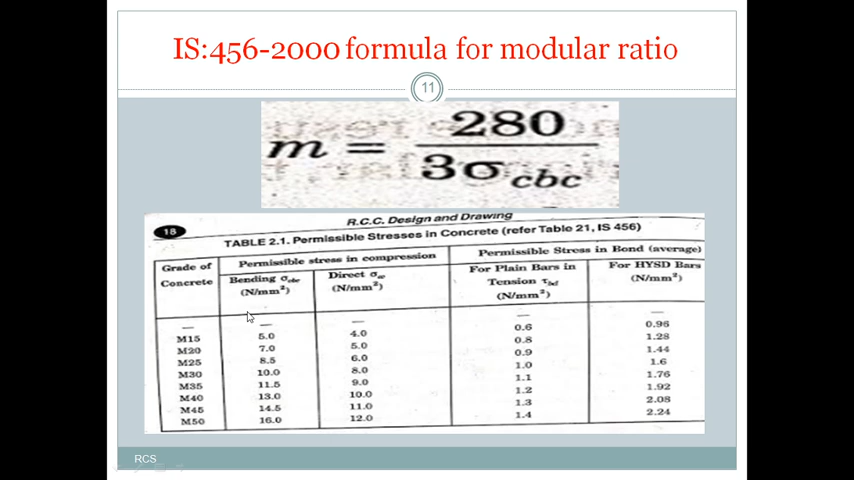 IS:456-2000 formula for modular ratio
11
m = 280 / 3σcbc
R.C.C. Design and Drawing
18
TABLE 2.1. Permissible Stresses in Concrete (refer Table 21, IS 456)
Grade of Concrete | Permissible stress in compression | Permissible Stress in Bond (average)
Bending σcbc (N/mm²) | Direct σcc (N/mm²) | For Plain Bars in Tension τbd (N/mm²) | For HYSD Bars (N/mm²)
— — — — —
M15 5.0 4.0 0.6 0.96
M20 7.0 5.0 0.8 1.28
M25 8.5 6.0 0.9 1.44
M30 10.0 8.0 1.0 1.6
M35 11.5 9.0 1.1 1.76
M40 13.0 10.0 1.2 1.92
M45 14.5 11.0 1.3 2.08
M50 16.0 12.0 1.4 2.24
RCS